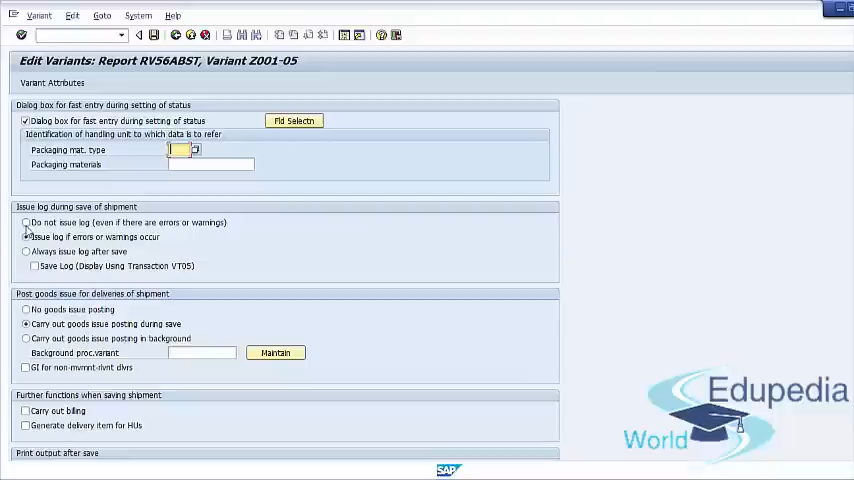 Variant Edit Goto System Help
Edit Variants: Report RV56ABST, Variant Z001-05
Variant Attributes
Dialog box for fast entry during setting of status
Dialog box for fast entry during setting of status Fld Selectn
Identification of handling unit to which data is to refer
Packaging mat. type
Packaging materials
Issue log during save of shipment
Do not issue log (even if there are errors or warnings)
Issue log if errors or warnings occur
Always issue log after save
Save Log (Display Using Transaction VT05)
Post goods issue for deliveries of shipment
No goods issue posting
Carry out goods issue posting during save
Carry out goods issue posting in background
Background proc.variant Maintain
GI for non-mvmnt-rlvnt dlvrs
Further functions when saving shipment
Carry out billing
Generate delivery item for HUs
Print output after save
Edupedia
World
SAP